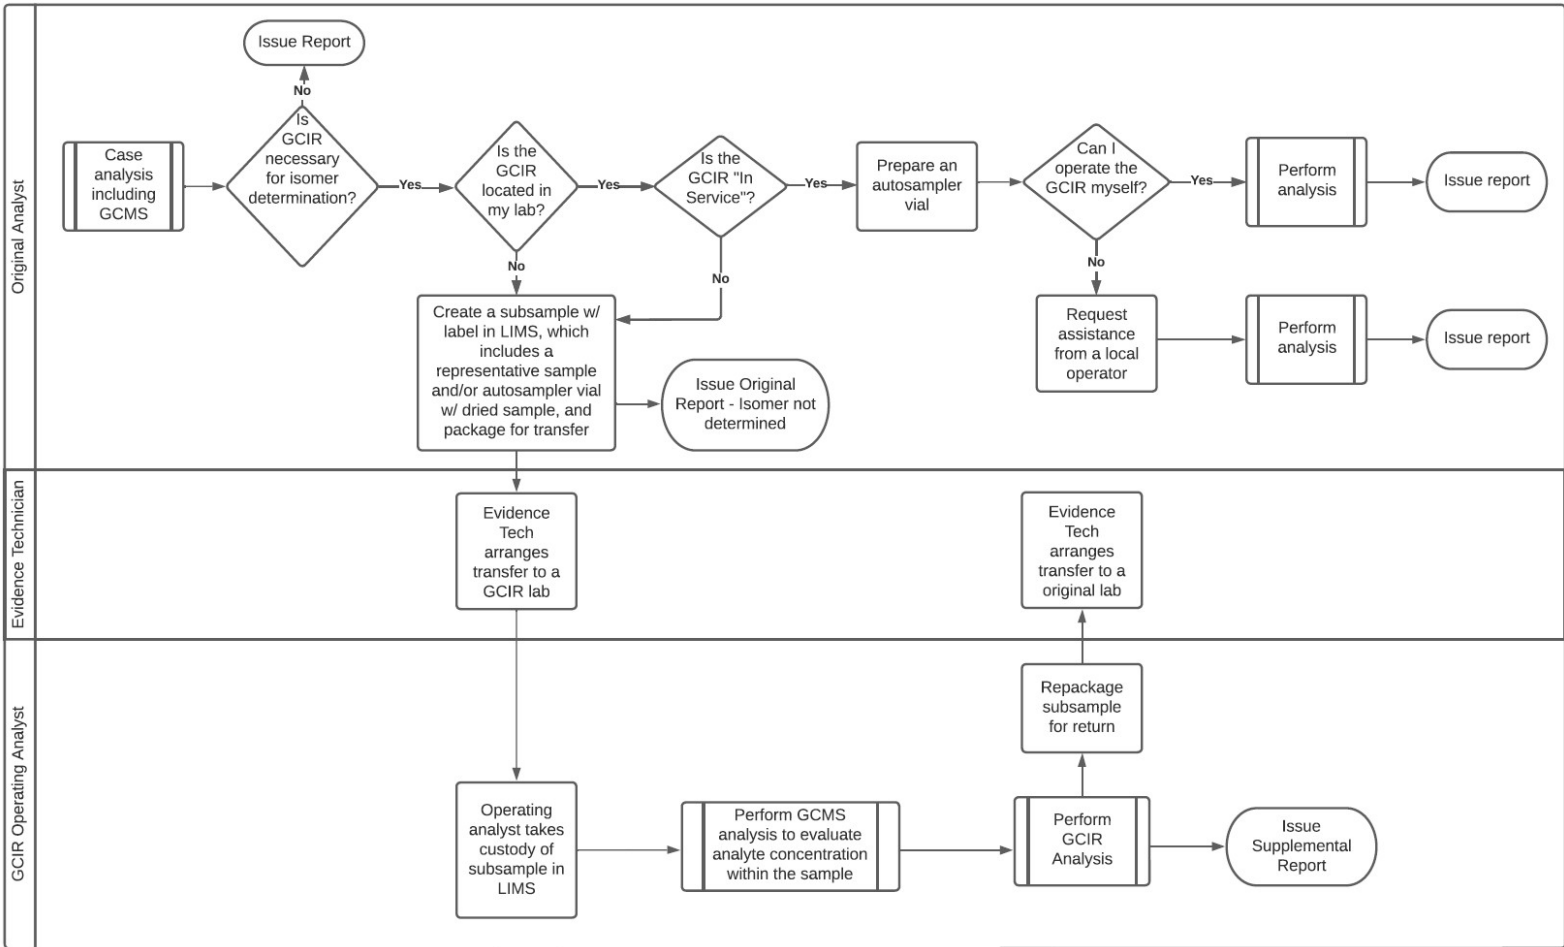 Original Analyst
Issue Report
No
Case
analysis
including
GCMS
Is
GCIR
necessary
for isomer
determination?
Yes
Is the
GCIR
located in
my lab?
Yes
Is the
GCIR "In
Service"?
Yes
Prepare an
autosampler
vial
Can I
operate the
GCIR myself?
Yes
Perform
analysis
Issue report
No
No
No
Create a subsample w/
label in LIMS, which
includes a
representative sample
and/or autosampler vial
w/ dried sample, and
package for transfer
Issue Original
Report - Isomer not
determined
Request
assistance
from a local
operator
Perform
analysis
Issue report
Evidence Technician
Evidence
Tech
arranges
transfer to a
GCIR lab
Evidence
Tech
arranges
transfer to a
original lab
GCIR Operating Analyst
Operating
analyst takes
custody of
subsample in
LIMS
Perform GCMS
analysis to evaluate
analyte concentration
within the sample
Repackage
subsample
for return
Perform
GCIR
Analysis
Issue
Supplemental
Report